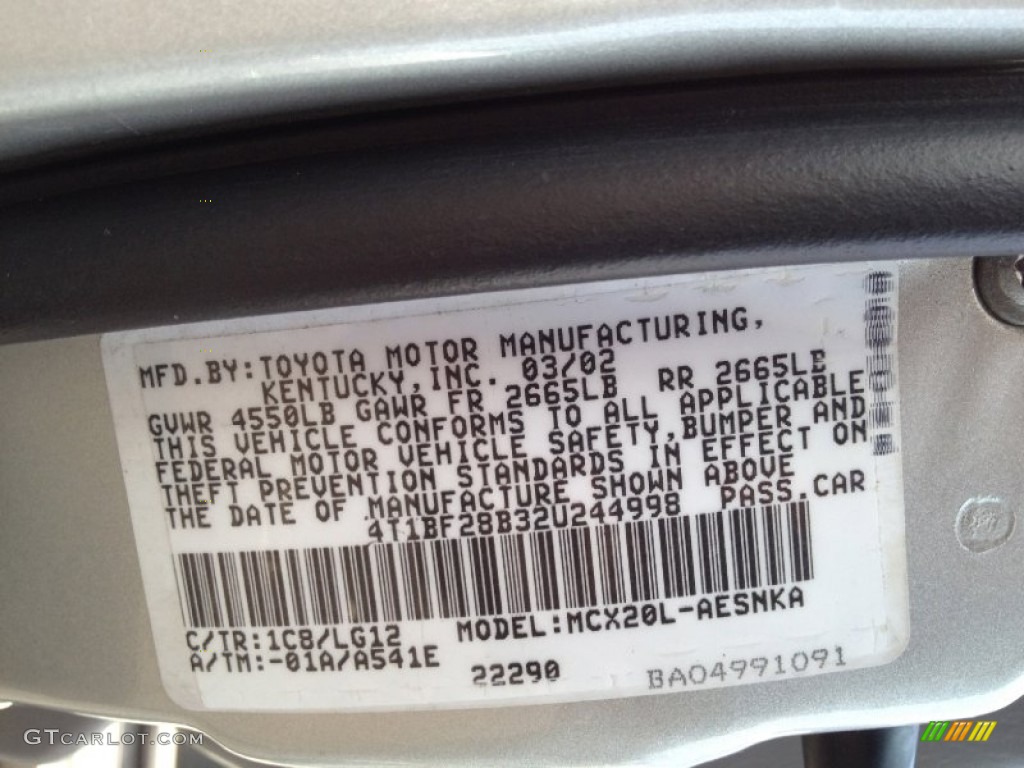 MFD.BY:TOYOTA MOTOR MANUFACTURING,
KENTUCKY,INC. 03/02
GVWR 4550LB GAWR FR 2665LB RR 2665LB
THIS VEHICLE CONFORMS TO ALL APPLICABLE
FEDERAL MOTOR VEHICLE SAFETY,BUMPER AND
THEFT PREVENTION STANDARDS IN EFFECT ON
THE DATE OF MANUFACTURE SHOWN ABOVE
4T1BF28B32U244998 PASS.CAR
C/TR:1C8/LG12 MODEL:MCX20L-AESNKA
A/TM:-01A/A541E
22290 BA04991091
GTCarLot.com